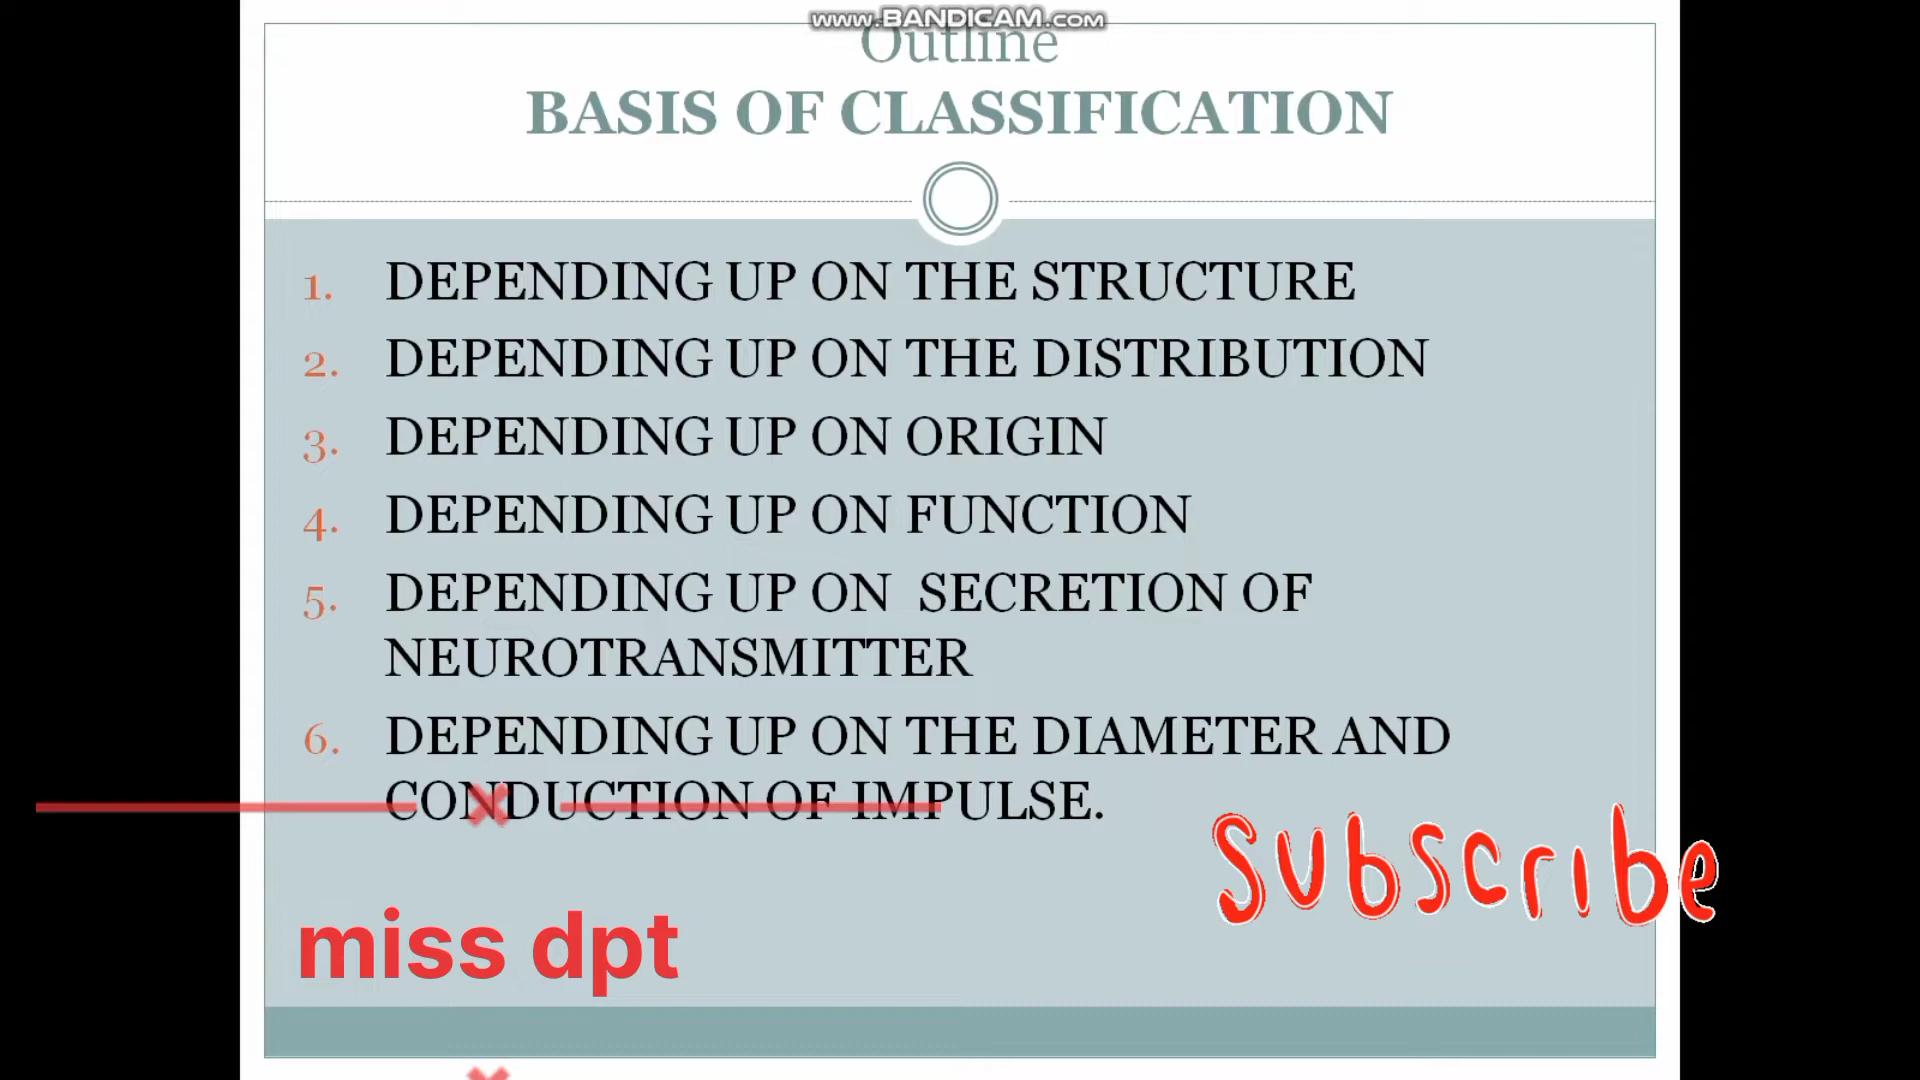 www.BANDICAM.com
Outline
BASIS OF CLASSIFICATION
1. DEPENDING UP ON THE STRUCTURE
2. DEPENDING UP ON THE DISTRIBUTION
3. DEPENDING UP ON ORIGIN
4. DEPENDING UP ON FUNCTION
5. DEPENDING UP ON SECRETION OF
NEUROTRANSMITTER
6. DEPENDING UP ON THE DIAMETER AND
CONDUCTION OF IMPULSE.
subscribe
miss dpt